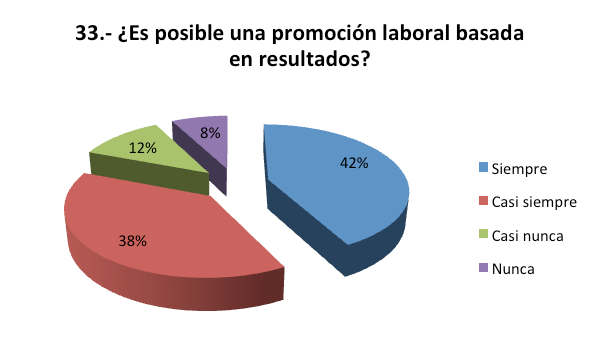 33.- ¿Es posible una promoción laboral basada
en resultados?
8%
12%
42%
38%
Siempre
Casi siempre
Casi nunca
Nunca